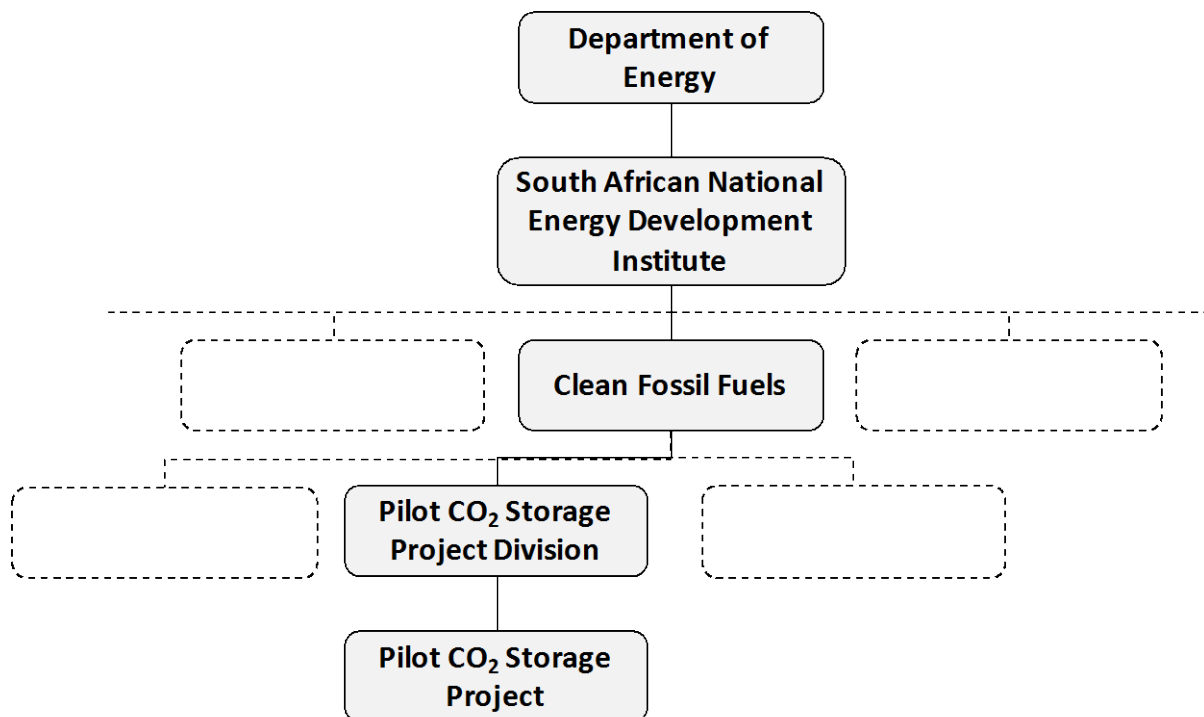 Department of
Energy
South African National
Energy Development
Institute
Clean Fossil Fuels
Pilot CO₂ Storage
Project Division
Pilot CO₂ Storage
Project